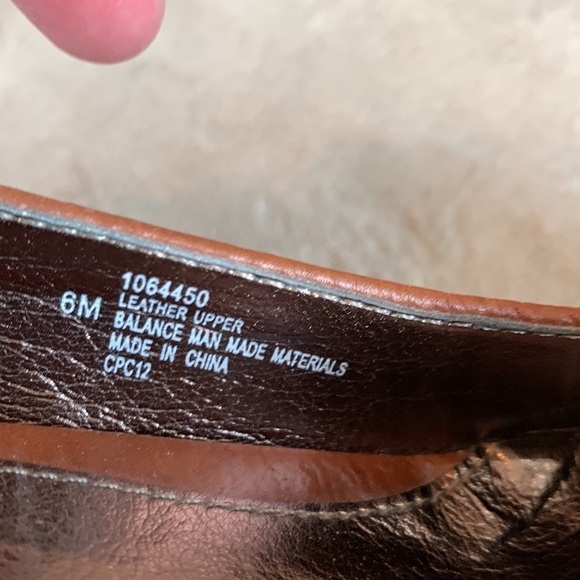 6M
1064450
LEATHER UPPER
BALANCE MAN MADE MATERIALS
MADE IN CHINA
CPC12